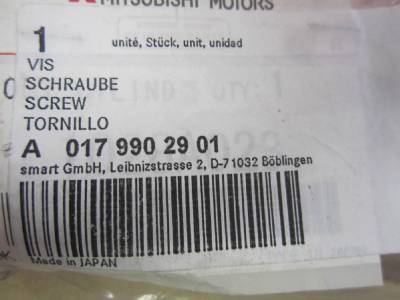 MITSUBISHI MOTORS
1 unité, Stück, unit, unidad
VIS
SCHRAUBE
SCREW
TORNILLO
A 017 990 29 01
smart GmbH, Leibnizstrasse 2, D-71032 Böblingen
Made in JAPAN